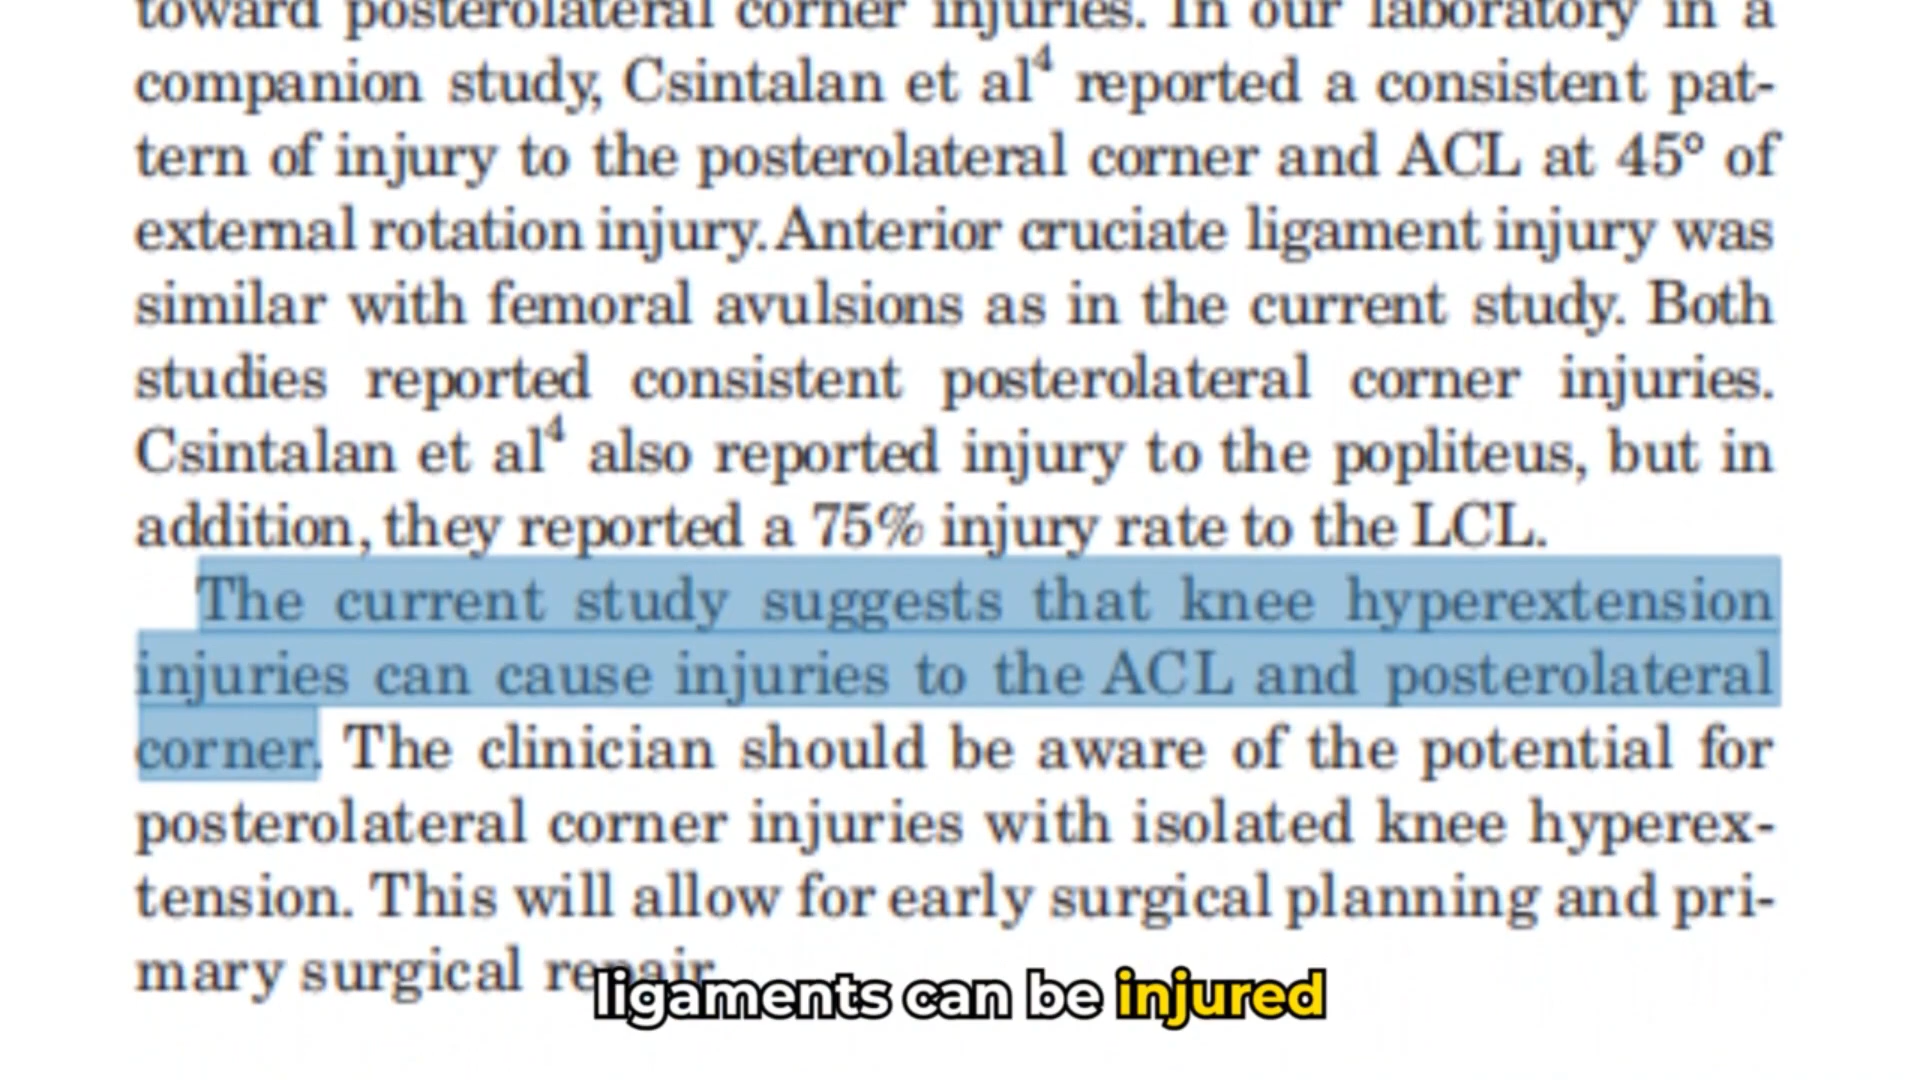 toward posterolateral corner injuries. In our laboratory in a
companion study, Csintalan et al4 reported a consistent pat-
tern of injury to the posterolateral corner and ACL at 45° of
external rotation injury. Anterior cruciate ligament injury was
similar with femoral avulsions as in the current study. Both
studies reported consistent posterolateral corner injuries.
Csintalan et al4 also reported injury to the popliteus, but in
addition, they reported a 75% injury rate to the LCL.
The current study suggests that knee hyperextension
injuries can cause injuries to the ACL and posterolateral
corner. The clinician should be aware of the potential for
posterolateral corner injuries with isolated knee hyperex-
tension. This will allow for early surgical planning and pri-
mary surgical repair.
ligaments can be injured